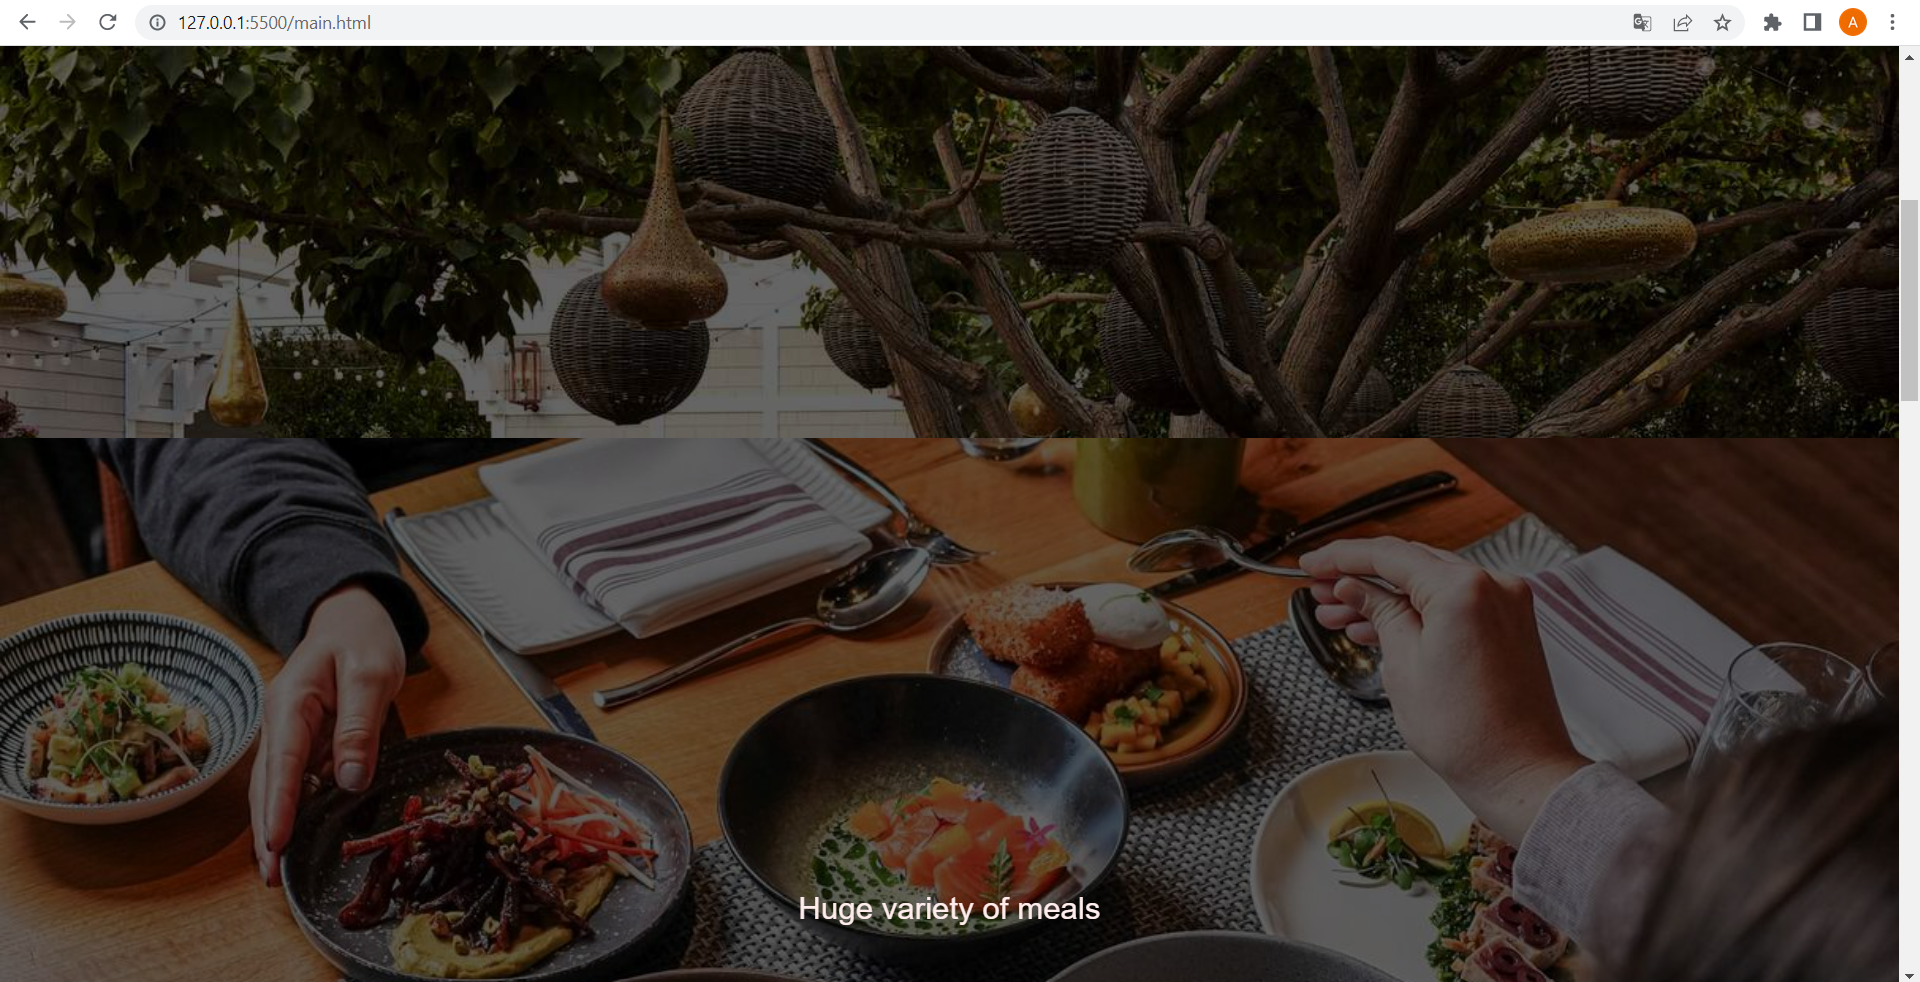 127.0.0.1:5500/main.html
A
Huge variety of meals